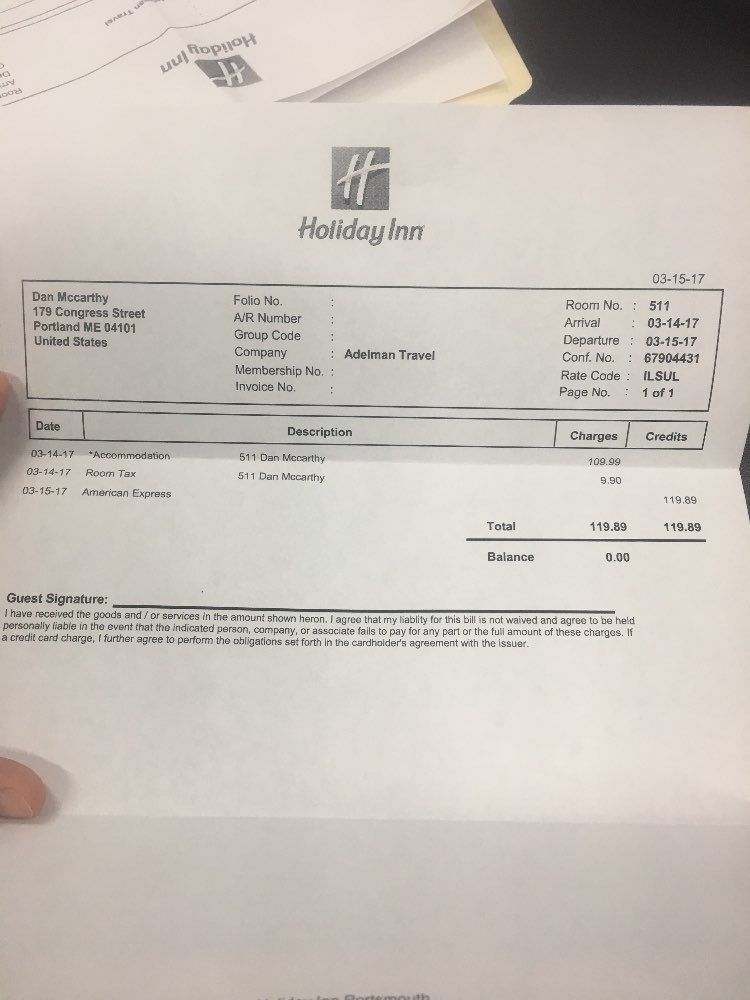 Travel
Holiday Inn
Holiday Inn
03-15-17
Dan Mccarthy
179 Congress Street
Portland ME 04101
United States
Folio No. :
A/R Number :
Group Code :
Company : Adelman Travel
Membership No. :
Invoice No. :
Room No. : 511
Arrival : 03-14-17
Departure : 03-15-17
Conf. No. : 67904431
Rate Code : ILSUL
Page No. : 1 of 1
Date Description Charges Credits
03-14-17 *Accommodation 511 Dan Mccarthy 109.99
03-14-17 Room Tax 511 Dan Mccarthy 9.90
03-15-17 American Express 119.89
Total 119.89 119.89
Balance 0.00
Guest Signature:
I have received the goods and / or services in the amount shown heron. I agree that my liablity for this bill is not waived and agree to be held
personally liable in the event that the indicated person, company, or associate fails to pay for any part or the full amount of these charges. If
a credit card charge, I further agree to perform the obligations set forth in the cardholder's agreement with the issuer.
Holiday Inn Portsmouth